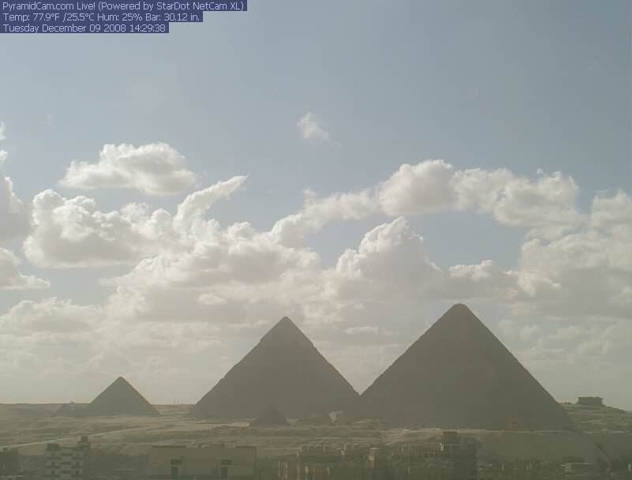 PyramidCam.com Live! (Powered by StarDot NetCam XL)
Temp: 77.9°F /25.5°C Hum: 25% Bar: 30.12 in.
Tuesday December 09 2008 14:29:38